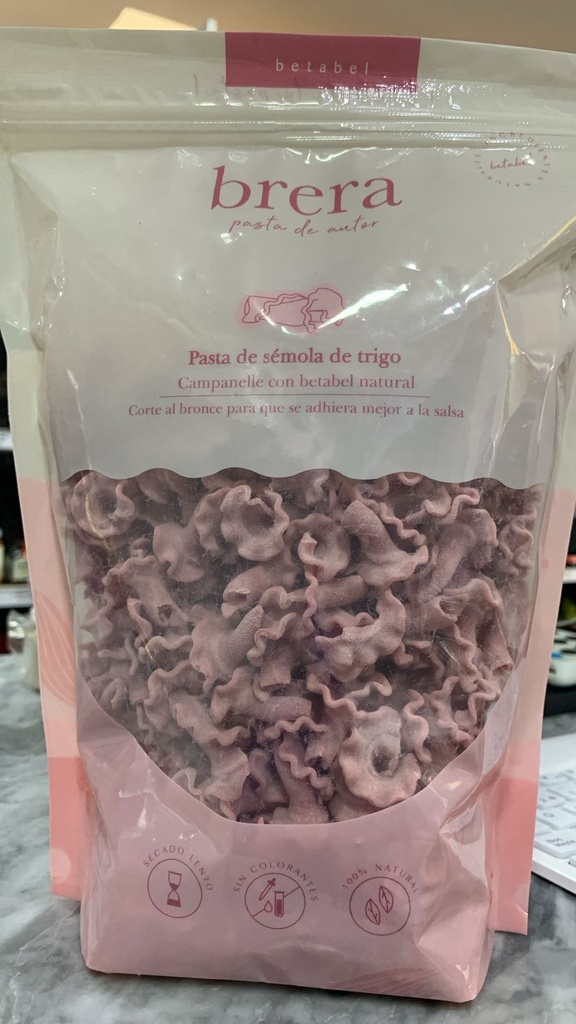 betabel
brera
pasta de autor
betabel
Pasta de sémola de trigo
Campanelle con betabel natural
Corte al bronce para que se adhiera mejor a la salsa
SECADO LENTO
SIN COLORANTES
100% NATURAL